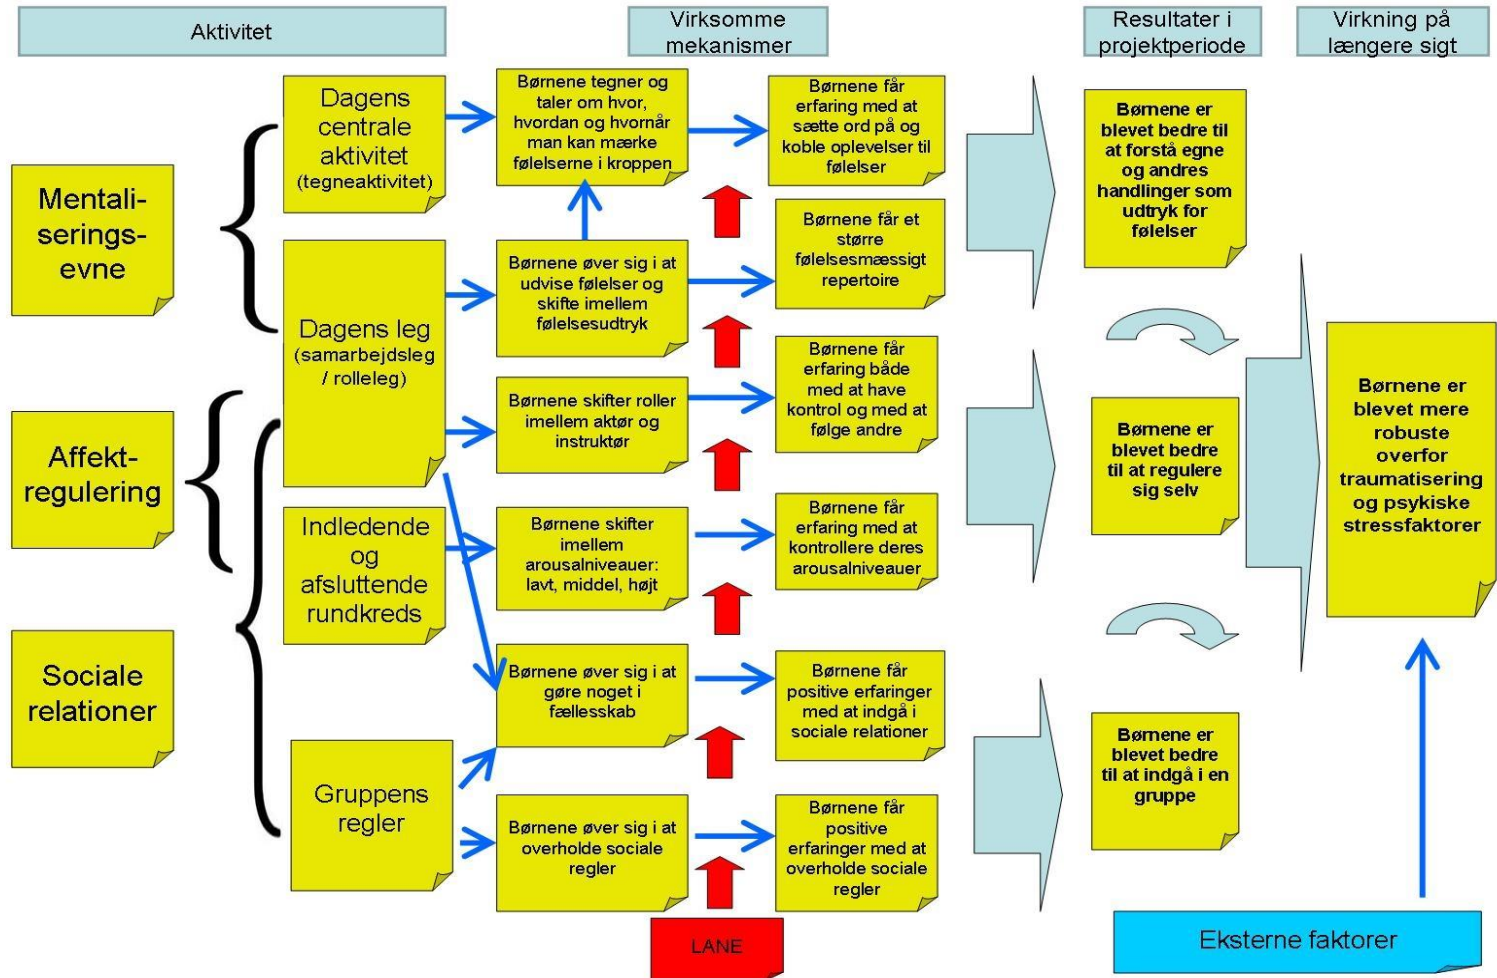 Aktivitet
Virksomme
mekanismer
Resultater i
projektperiode
Virkning på
længere sigt
Mentali-
serings-
evne
Affekt-
regulering
Sociale
relationer
Dagens
centrale
aktivitet
(tegneaktivitet)
Dagens leg
(samarbejdsleg
/ rolleleg)
Indledende
og
afsluttende
rundkreds
Gruppens
regler
Børnene tegner og
taler om hvor,
hvordan og hvornår
man kan mærke
følelserne i kroppen
Børnene øver sig i at
udvise følelser og
skifte imellem
følelsesudtryk
Børnene skifter roller
imellem aktør og
instruktør
Børnene skifter
imellem
arousalniveauer:
lavt, middel, højt
Børnene øver sig i at
gøre noget i
fællesskab
Børnene øver sig i at
overholde sociale
regler
Børnene får
erfaring med at
sætte ord på og
koble oplevelser til
følelser
Børnene får et
større
følelsesmæssigt
repertoire
Børnene får
erfaring både
med at have
kontrol og med at
følge andre
Børnene får
erfaring med at
kontrollere deres
arousalniveauer
Børnene får
positive erfaringer
med at indgå i
sociale relationer
Børnene får
positive
erfaringer med at
overholde sociale
regler
LANE
Børnene er
blevet bedre til
at forstå egne
og andres
handlinger som
udtryk for
følelser
Børnene er
blevet bedre
til at regulere
sig selv
Børnene er
blevet bedre
til at indgå i en
gruppe
Børnene er
blevet mere
robuste
overfor
traumatisering
og psykiske
stressfaktorer
Eksterne faktorer